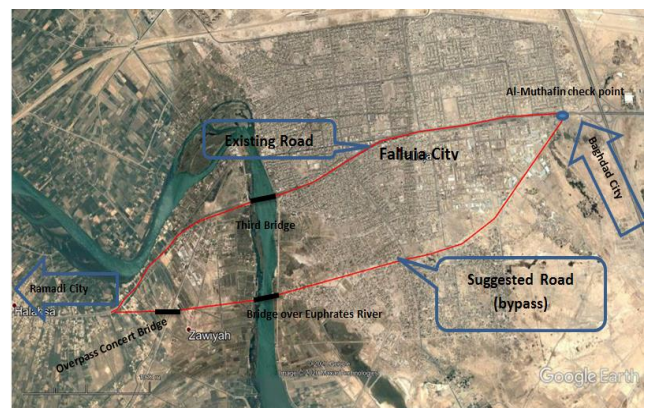 Al-Muthafin check point
Existing Road
Fallula City
Baghdad City
Third Bridge
Ramadi City
Suggested Road
(bypass)
Halabsa
Bridge over Euphrates River
Zawiyah
Overpass Concert Bridge
Google Earth